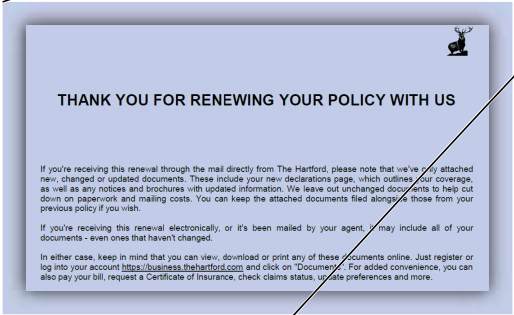 THANK YOU FOR RENEWING YOUR POLICY WITH US
If you're receiving this renewal through the mail directly from The Hartford, please note that we've only attached
new, changed or updated documents. These include your new declarations page, which outlines your coverage,
as well as any notices and brochures with updated information. We leave out unchanged documents to help cut
down on paperwork and mailing costs. You can keep the attached documents filed alongside those from your
previous policy if you wish.
If you're receiving this renewal electronically, or it's been mailed by your agent, it may include all of your
documents - even ones that haven't changed.
In either case, keep in mind that you can view, download or print any of these documents online. Just register or
log into your account https://business.thehartford.com and click on "Documents". For added convenience, you can
also pay your bill, request a Certificate of Insurance, check claims status, update preferences and more.